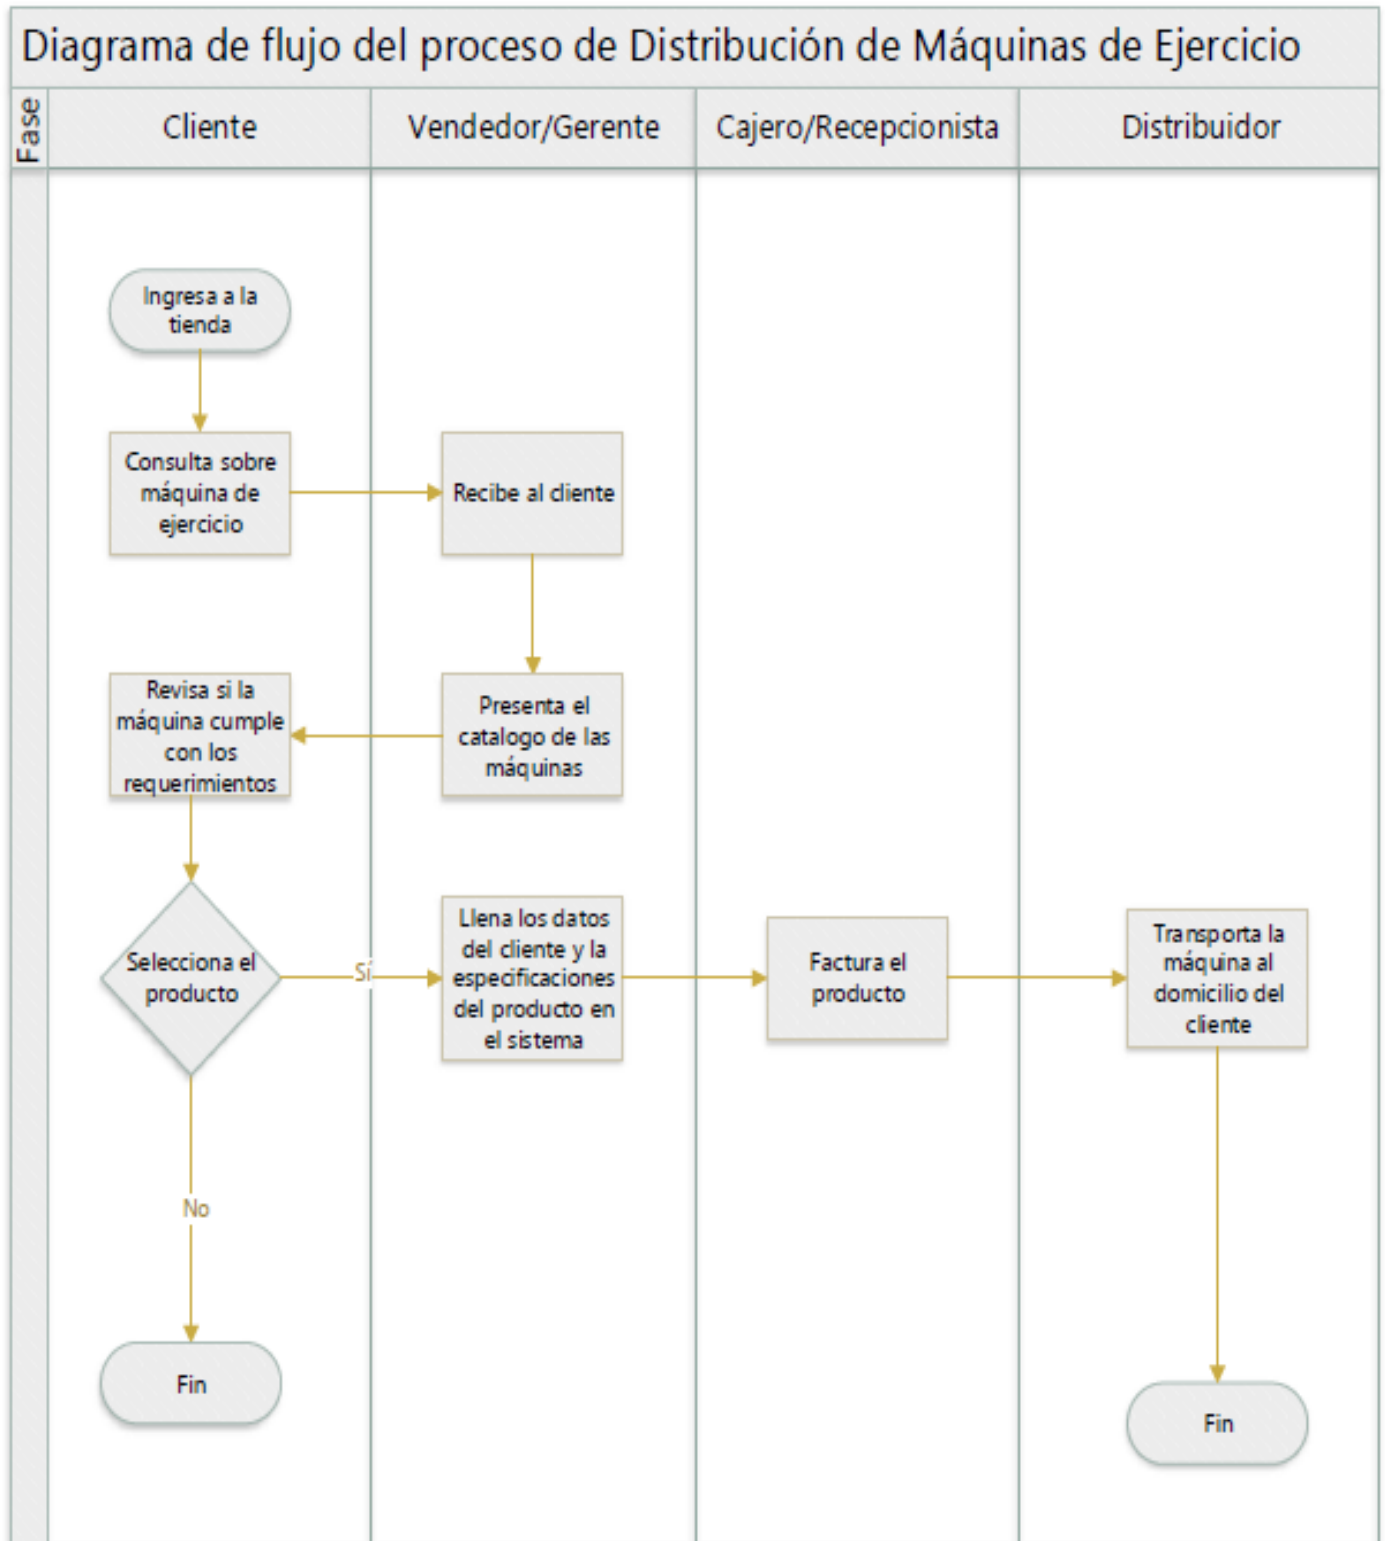 Diagrama de flujo del proceso de Distribución de Máquinas de Ejercicio
Fase
Cliente
Vendedor/Gerente
Cajero/Recepcionista
Distribuidor
Ingresa a la
tienda
Consulta sobre
máquina de
ejercicio
Recibe al cliente
Revisa si la
máquina cumple
con los
requerimientos
Presenta el
catalogo de las
máquinas
Selecciona el
producto
Sí
Llena los datos
del cliente y la
especificaciones
del producto en
el sistema
Factura el
producto
Transporta la
máquina al
domicilio del
cliente
No
Fin
Fin